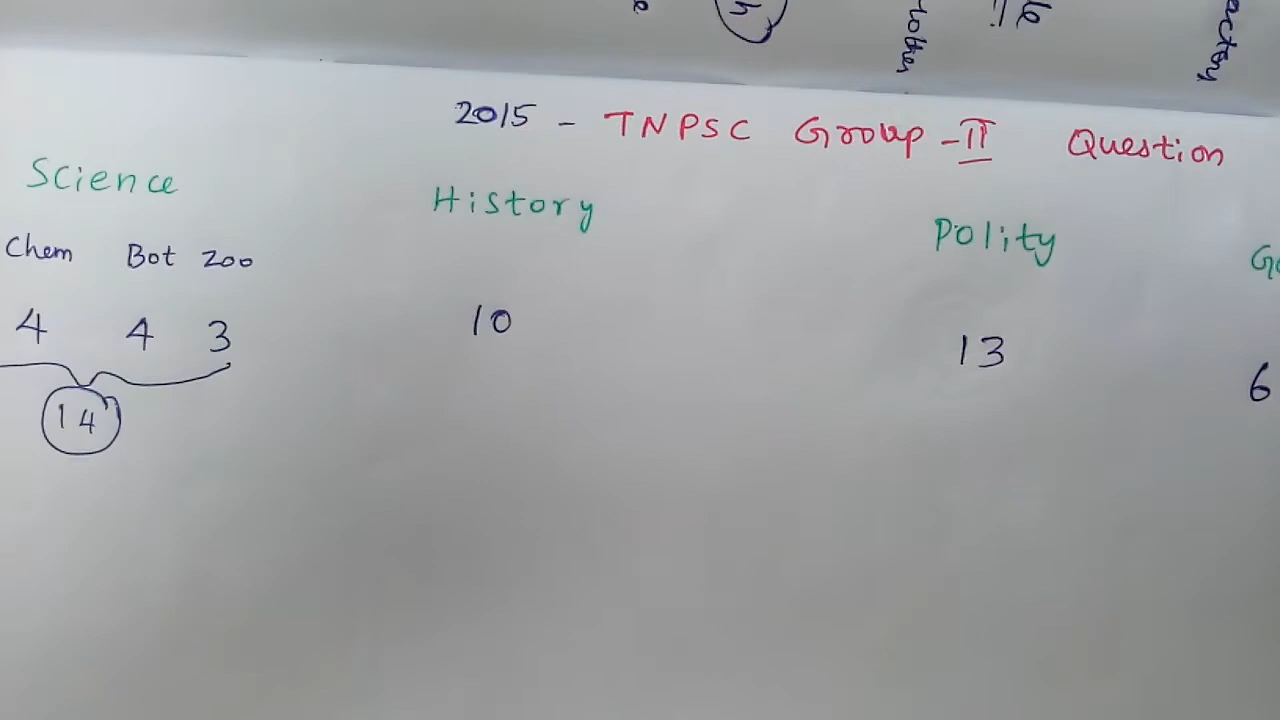 2015 - TNPSC Group - II Question
Science History Polity
Chem Bot Zoo
4 4 3 10 13 6
14